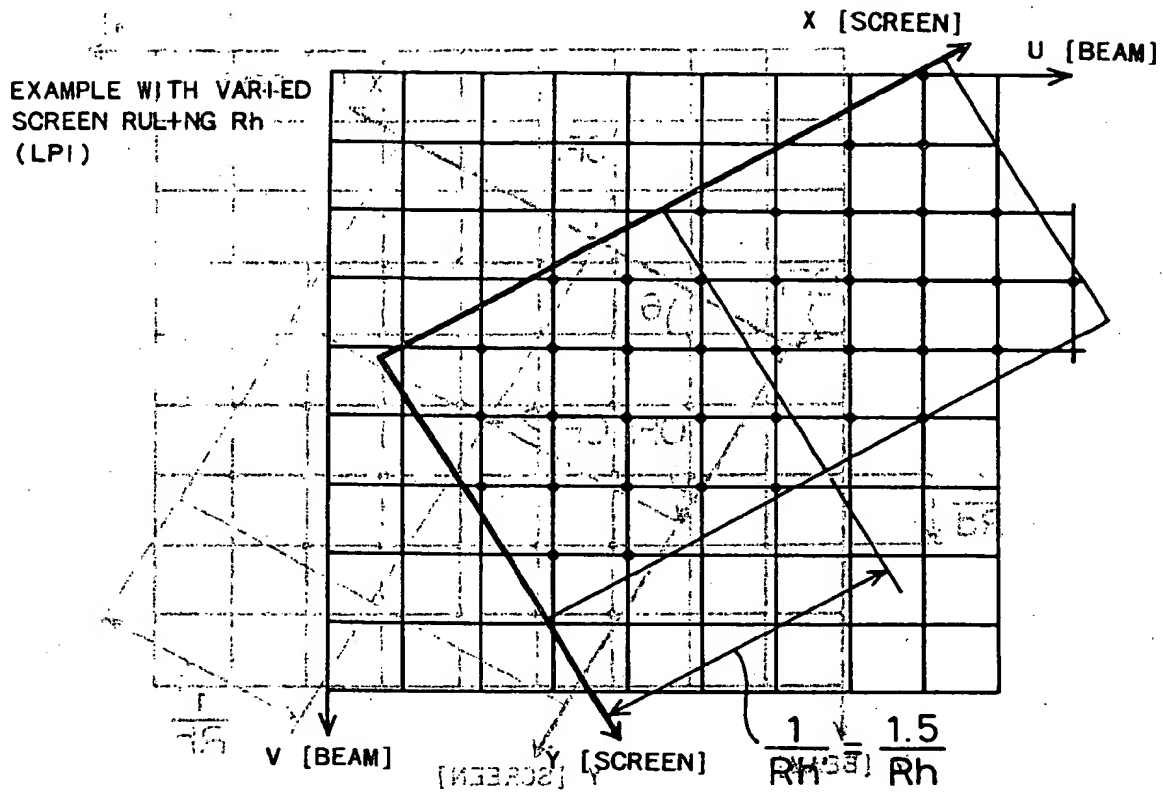 X [SCREEN]
U [BEAM]
EXAMPLE WITH VARIED
SCREEN RULING Rh
(LPI)
V [BEAM]
Y [SCREEN]
1/Rh' = 1.5/Rh